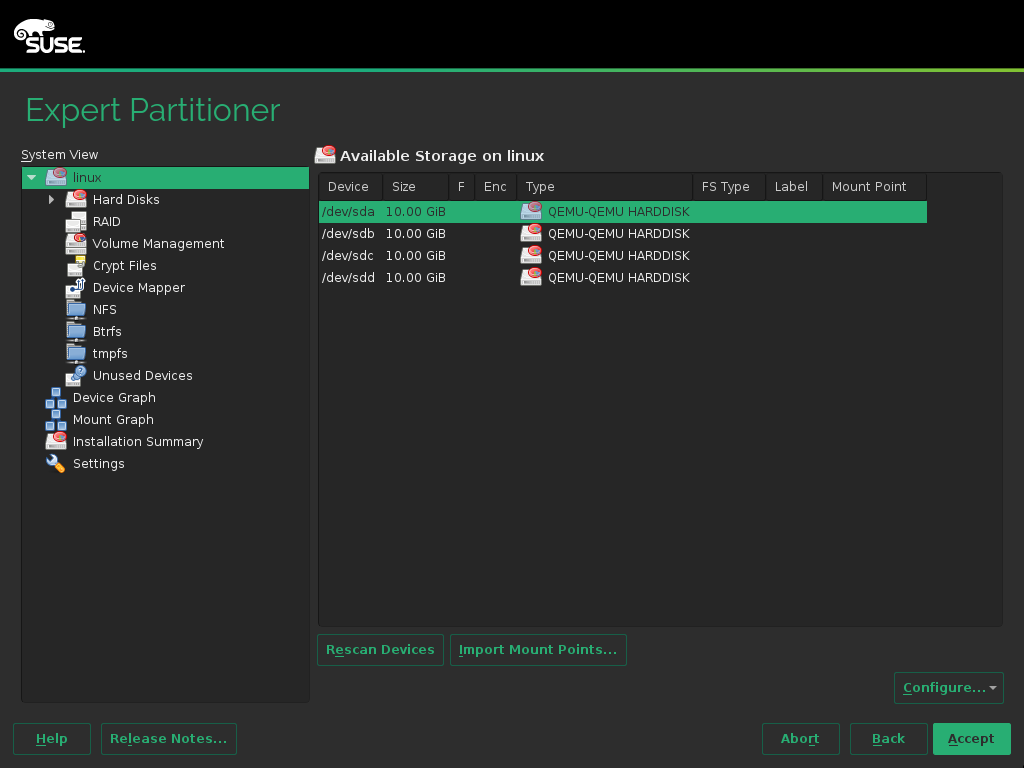 SUSE.
Expert Partitioner
System View
linux
Hard Disks
RAID
Volume Management
Crypt Files
Device Mapper
NFS
Btrfs
tmpfs
Unused Devices
Device Graph
Mount Graph
Installation Summary
Settings
Available Storage on linux
Device Size F Enc Type FS Type Label Mount Point
/dev/sda 10.00 GiB QEMU-QEMU HARDDISK
/dev/sdb 10.00 GiB QEMU-QEMU HARDDISK
/dev/sdc 10.00 GiB QEMU-QEMU HARDDISK
/dev/sdd 10.00 GiB QEMU-QEMU HARDDISK
Rescan Devices Import Mount Points...
Configure...
Help Release Notes... Abort Back Accept